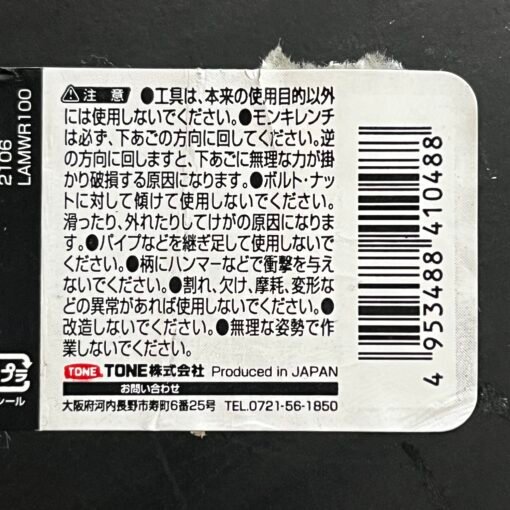 ⚠注意 ●工具は、本来の使用目的以外
には使用しないでください。●モンキレンチ
は必ず、下あごの方向に回してください。逆
の方向に回しますと、下あごに無理な力が掛
かり破損する原因になります。●ボルト・ナッ
トに対して傾けて使用しないでください。
滑ったり、外れたりしてけがの原因になりま
す。●パイプなどを継ぎ足して使用しないで
ください。●柄にハンマーなどで衝撃を与え
ないでください。●割れ、欠け、摩耗、変形な
どの異常があれば使用しないでください。●
改造しないでください。●無理な姿勢で作
業しないでください。
TONE TONE株式会社 Produced in JAPAN
お問い合わせ
大阪府河内長野市寿町6番25号 TEL.0721-56-1850
4 953488 410488
2106
LAMWR100
プラ